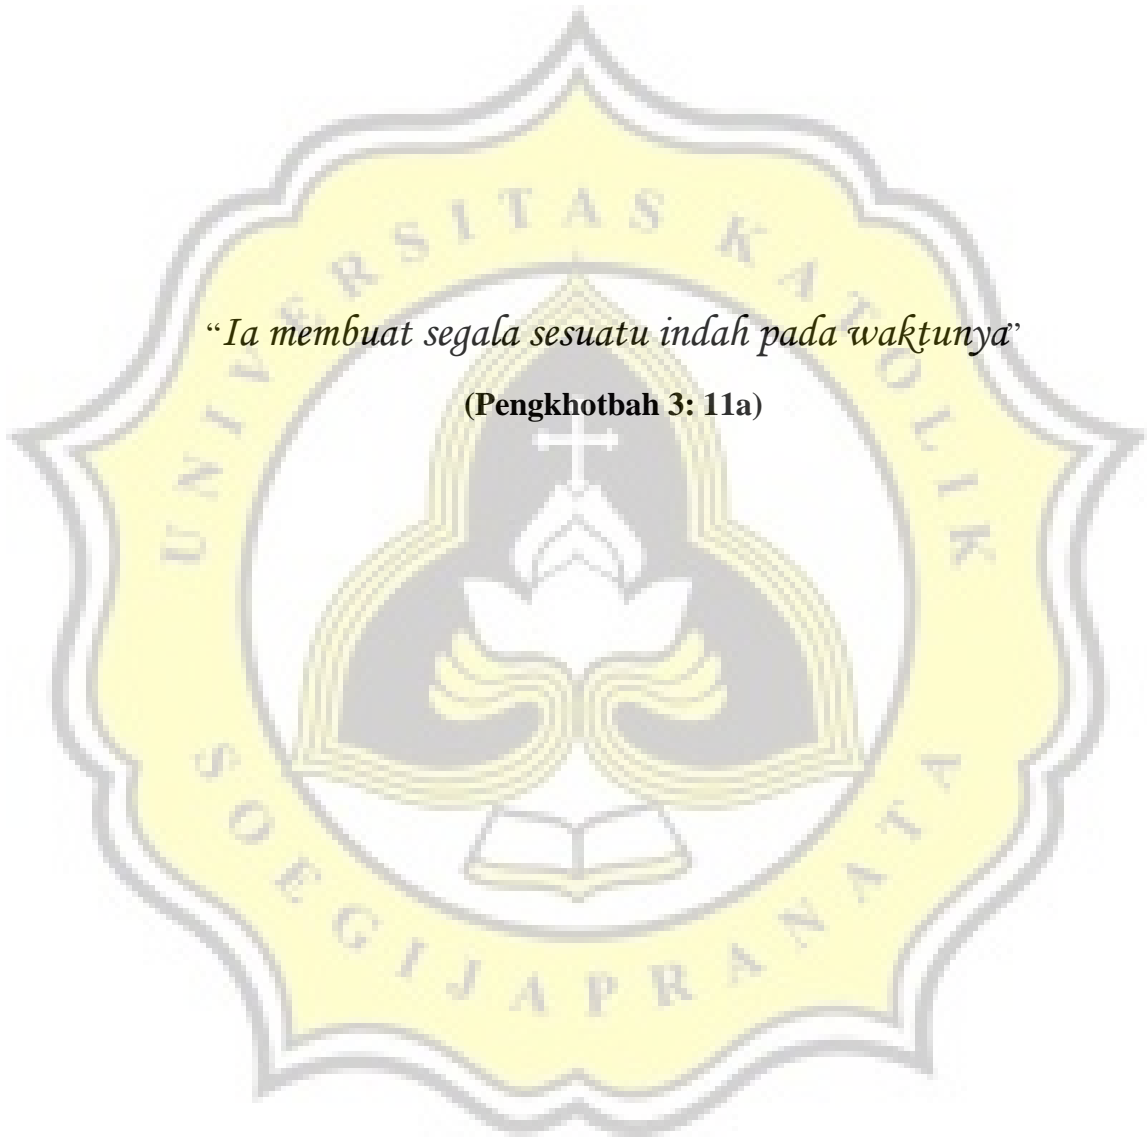 UNIVERSITAS KATOLIK
“Ia membuat segala sesuatu indah pada waktunya”
(Pengkhotbah 3: 11a)
SOEGIJAPRANATA